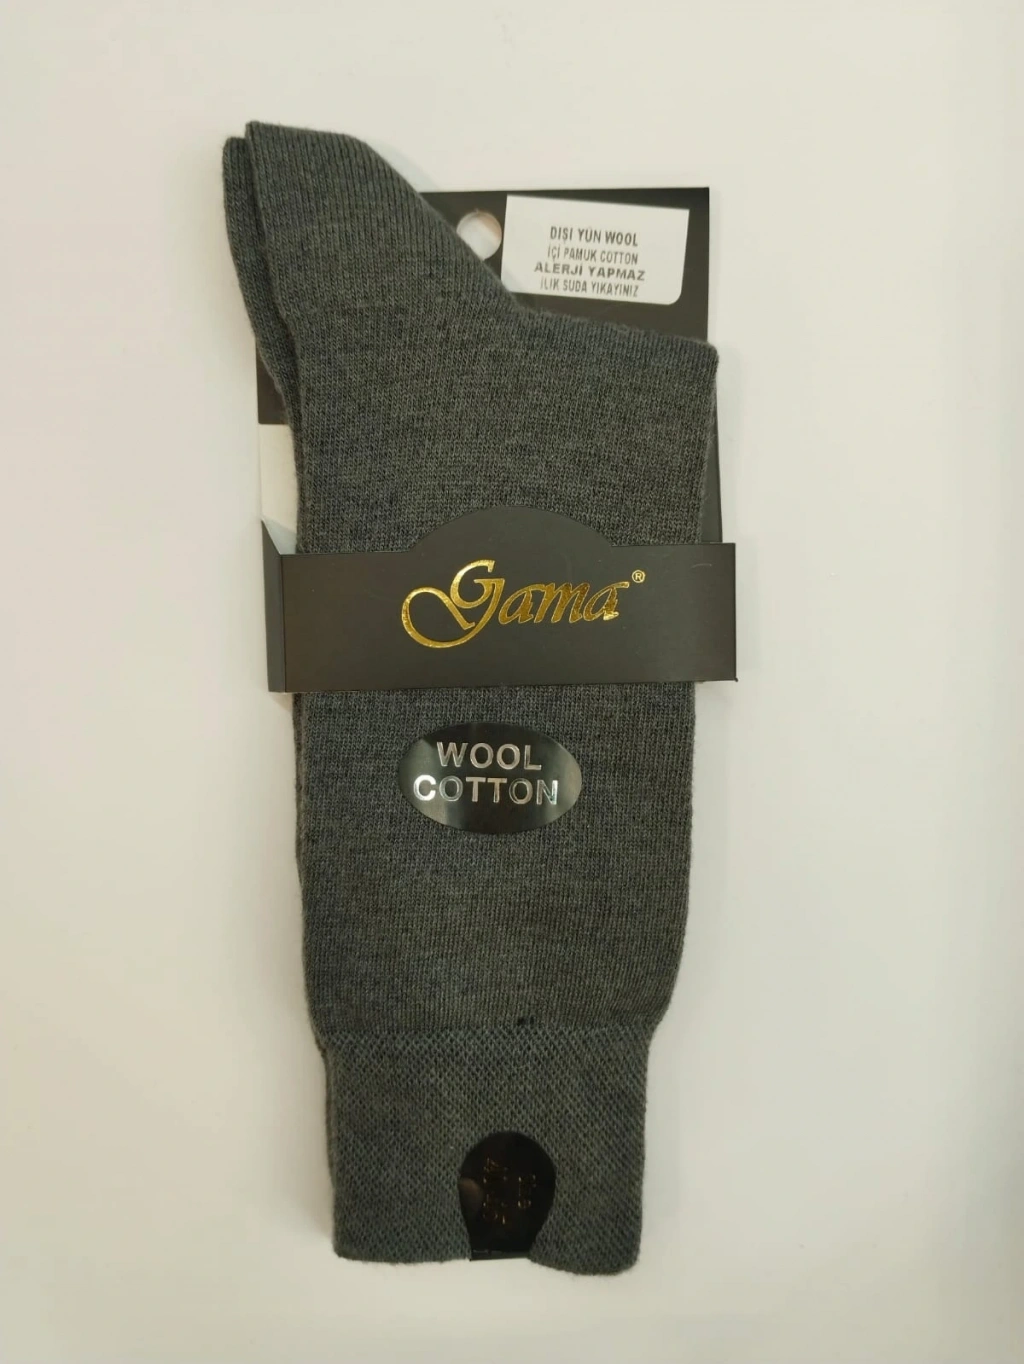 DIŞI YÜN WOOL
İÇİ PAMUK COTTON
ALERJİ YAPMAZ
ILIK SUDA YIKAYINIZ
Gama®
WOOL
COTTON